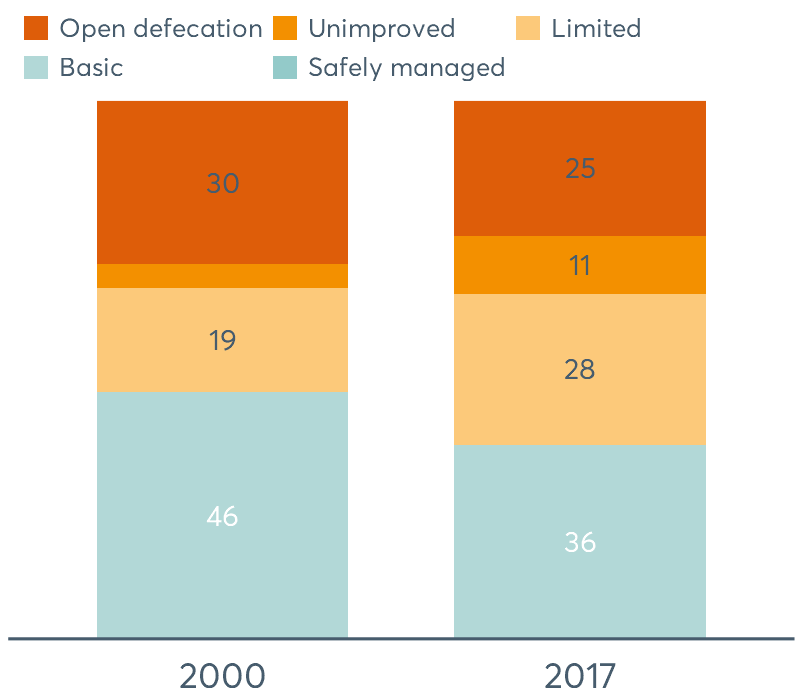 Open defecation Unimproved Limited
Basic Safely managed
30 25
11
19 28
46 36
2000 2017